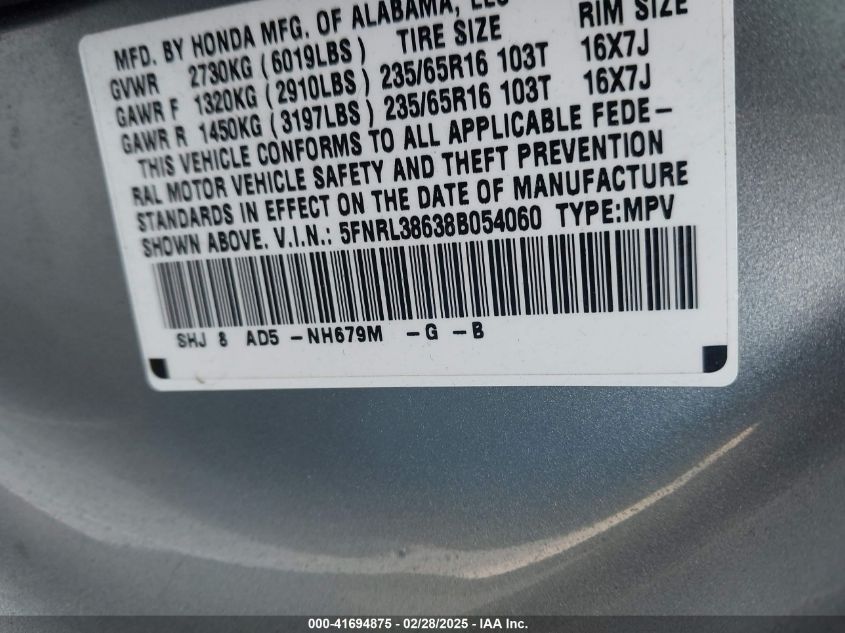 MFD. BY HONDA MFG. OF ALABAMA, LLC RIM SIZE
GVWR 2730KG (6019LBS) TIRE SIZE
GAWR F 1320KG (2910LBS) 235/65R16 103T 16X7J
GAWR R 1450KG (3197LBS) 235/65R16 103T 16X7J
THIS VEHICLE CONFORMS TO ALL APPLICABLE FEDE-
RAL MOTOR VEHICLE SAFETY AND THEFT PREVENTION
STANDARDS IN EFFECT ON THE DATE OF MANUFACTURE
SHOWN ABOVE. V.I.N.: 5FNRL38638B054060 TYPE:MPV
SHJ 8 AD5 -NH679M -G -B
000-41694875 - 02/28/2025 - IAA Inc.